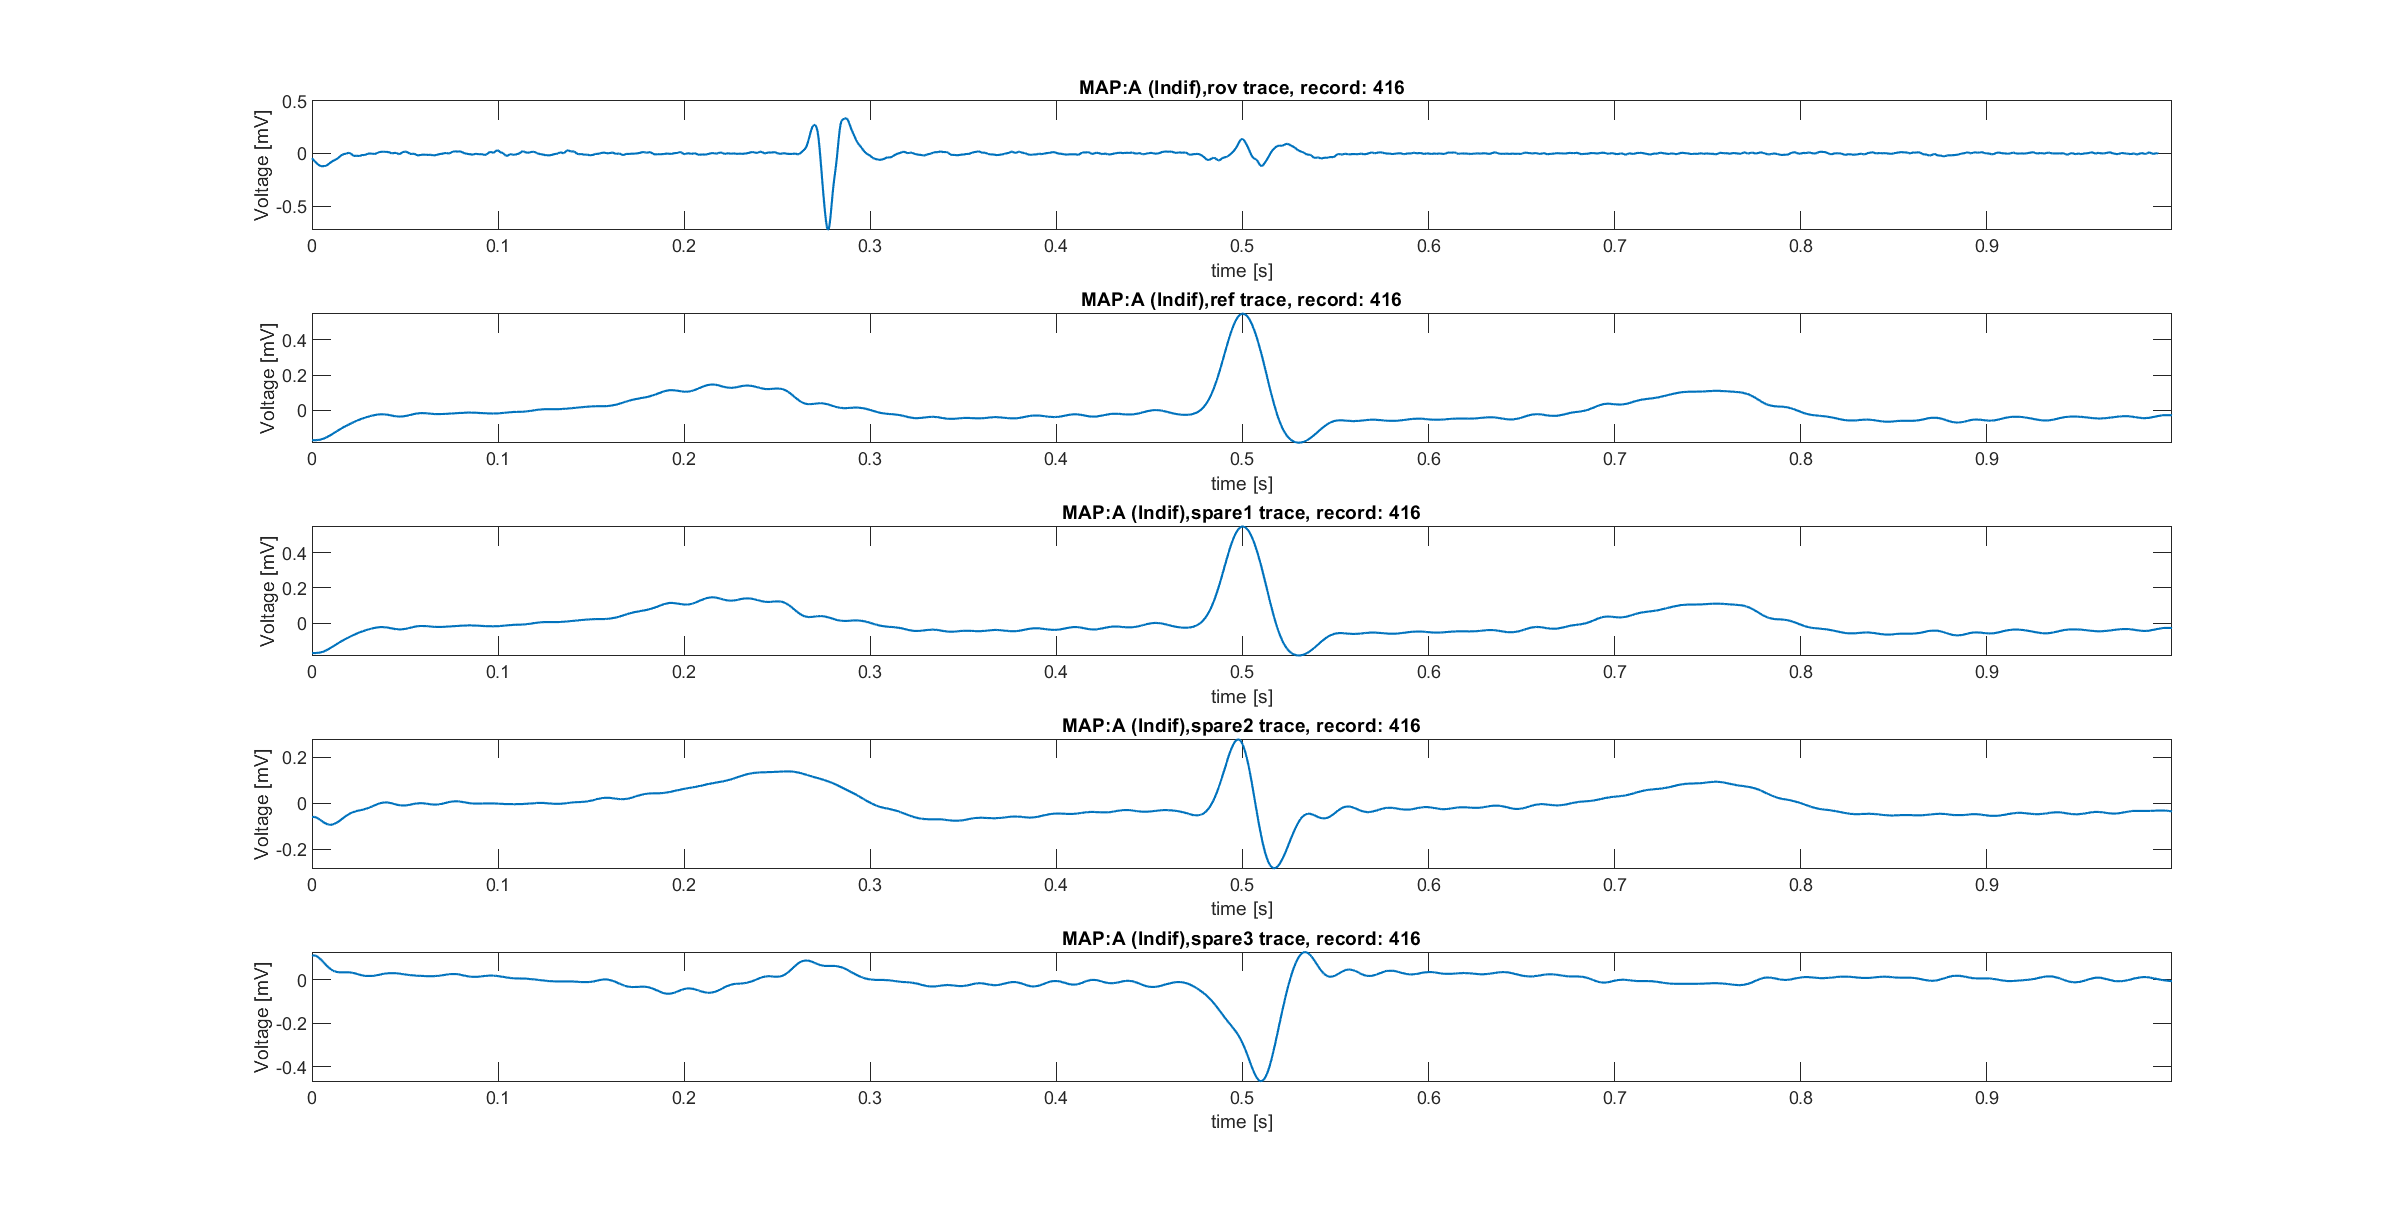 MAP:A (Indif),rov trace, record: 416
Voltage [mV]
0.5
0
-0.5
0 0.1 0.2 0.3 0.4 0.5 0.6 0.7 0.8 0.9
time [s]
MAP:A (Indif),ref trace, record: 416
Voltage [mV]
0.4
0.2
0
0 0.1 0.2 0.3 0.4 0.5 0.6 0.7 0.8 0.9
time [s]
MAP:A (Indif),spare1 trace, record: 416
Voltage [mV]
0.4
0.2
0
0 0.1 0.2 0.3 0.4 0.5 0.6 0.7 0.8 0.9
time [s]
MAP:A (Indif),spare2 trace, record: 416
Voltage [mV]
0.2
0
-0.2
0 0.1 0.2 0.3 0.4 0.5 0.6 0.7 0.8 0.9
time [s]
MAP:A (Indif),spare3 trace, record: 416
Voltage [mV]
0
-0.2
-0.4
0 0.1 0.2 0.3 0.4 0.5 0.6 0.7 0.8 0.9
time [s]